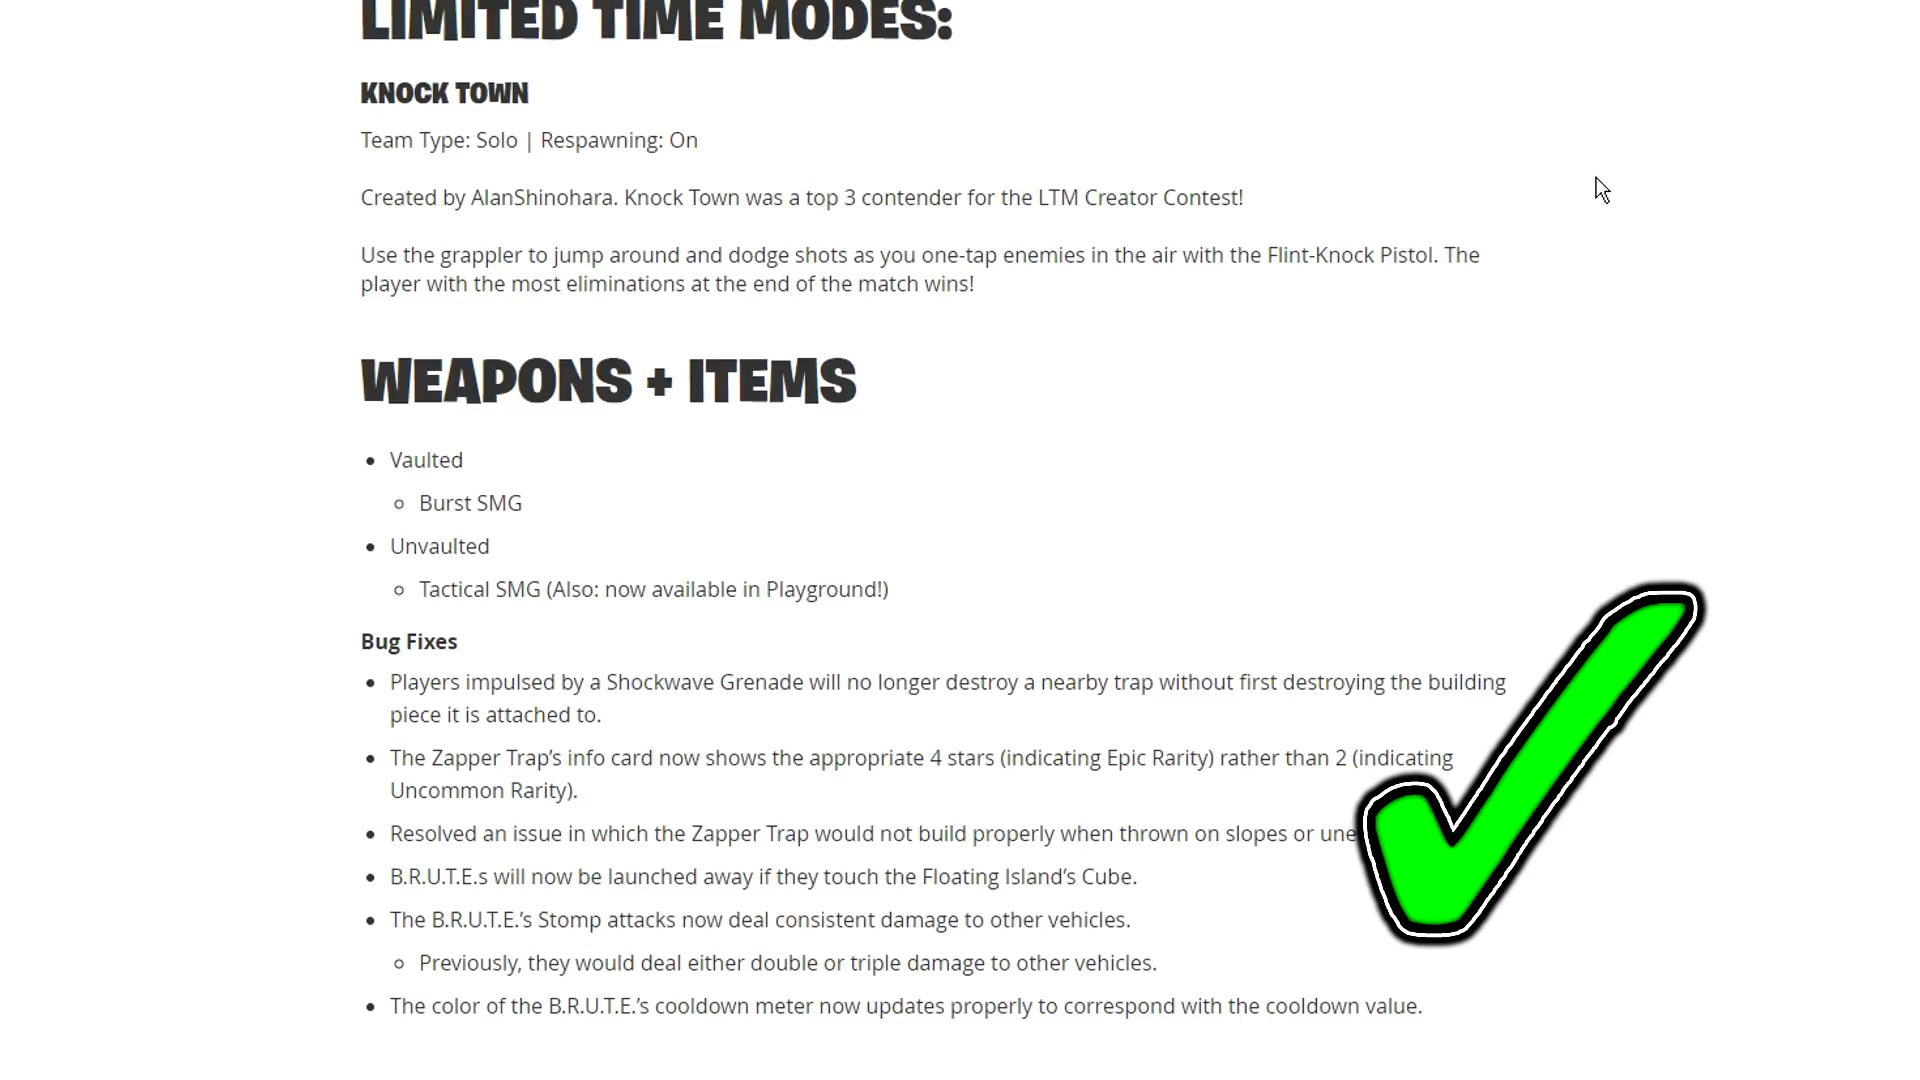 LIMITED TIME MODES:
KNOCK TOWN
Team Type: Solo | Respawning: On
Created by AlanShinohara. Knock Town was a top 3 contender for the LTM Creator Contest!
Use the grappler to jump around and dodge shots as you one-tap enemies in the air with the Flint-Knock Pistol. The
player with the most eliminations at the end of the match wins!
WEAPONS + ITEMS
• Vaulted
◦ Burst SMG
• Unvaulted
◦ Tactical SMG (Also: now available in Playground!)
Bug Fixes
• Players impulsed by a Shockwave Grenade will no longer destroy a nearby trap without first destroying the building
piece it is attached to.
• The Zapper Trap’s info card now shows the appropriate 4 stars (indicating Epic Rarity) rather than 2 (indicating
Uncommon Rarity).
• Resolved an issue in which the Zapper Trap would not build properly when thrown on slopes or
• B.R.U.T.E.s will now be launched away if they touch the Floating Island’s Cube.
• The B.R.U.T.E.’s Stomp attacks now deal consistent damage to other vehicles.
◦ Previously, they would deal either double or triple damage to other vehicles.
• The color of the B.R.U.T.E.’s cooldown meter now updates properly to correspond with the cooldown value.